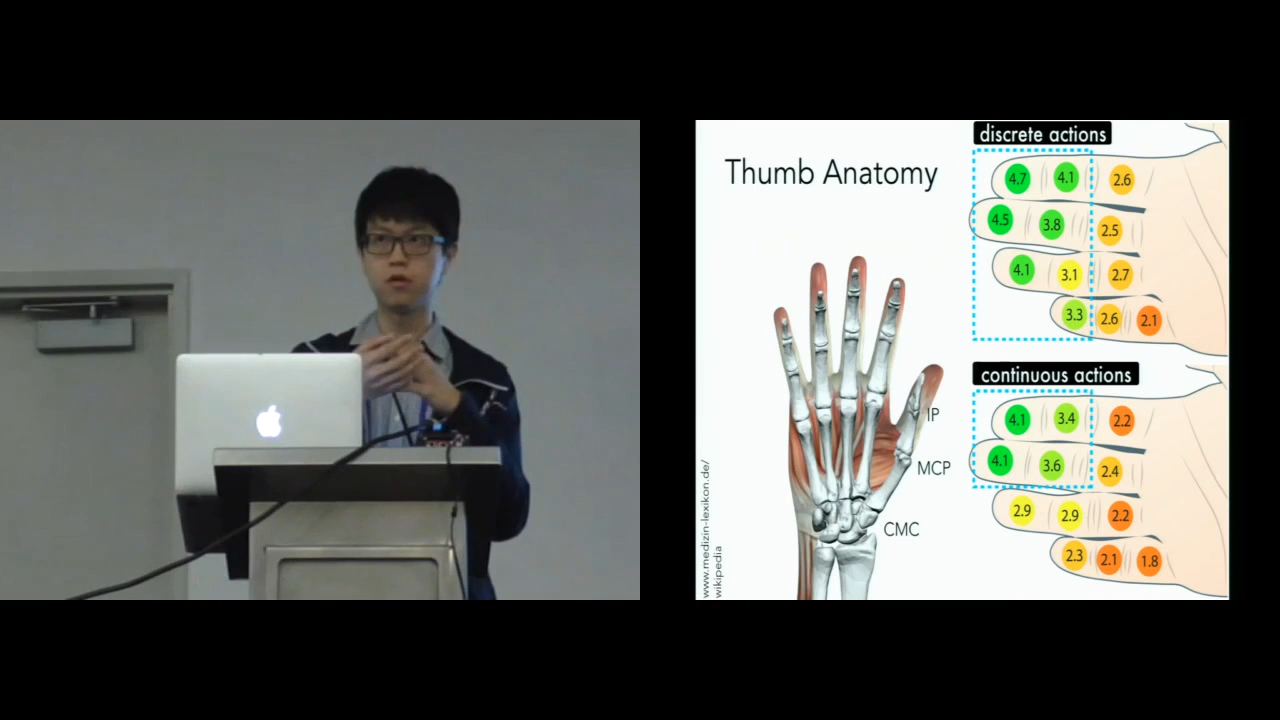 discrete actions
Thumb Anatomy
4.7 4.1 2.6
4.5 3.8 2.5
4.1 3.1 2.7
3.3 2.6 2.1
continuous actions
4.1 3.4 2.2
4.1 3.6 2.4
2.9 2.9 2.2
2.3 2.1 1.8
IP
MCP
CMC
www.medizin-lexikon.de/
wikipedia